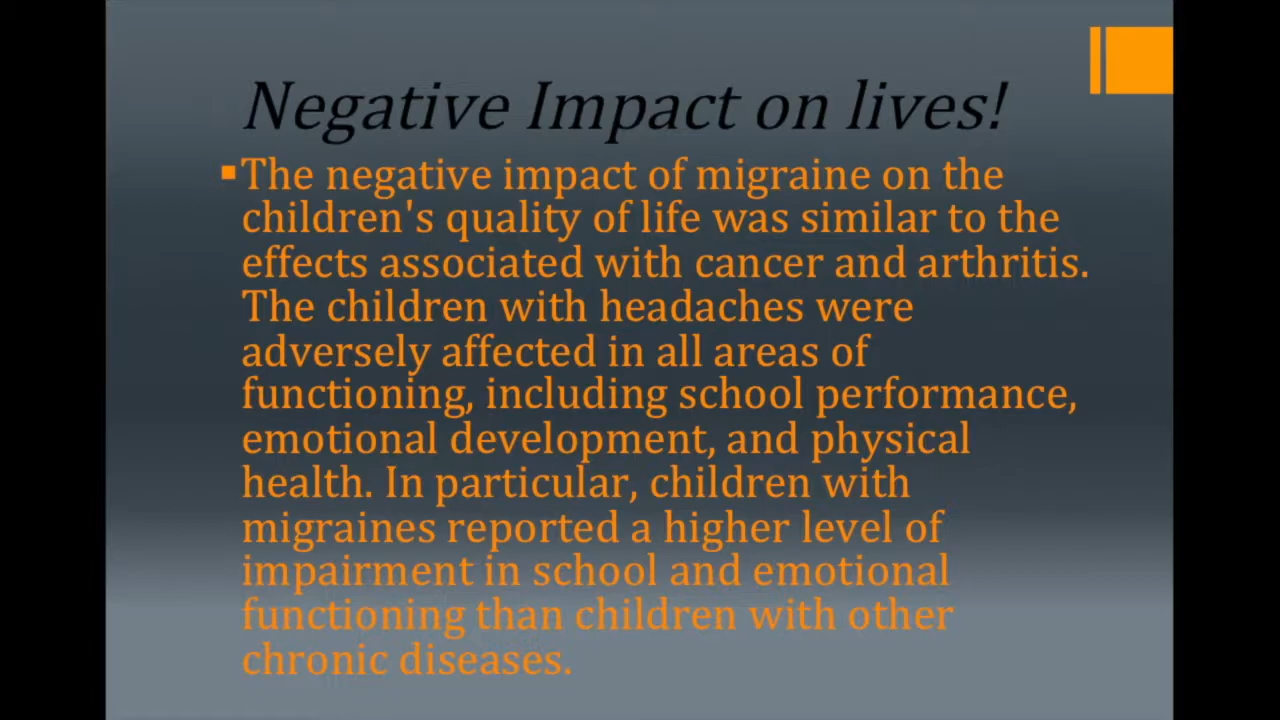 Negative Impact on lives!
The negative impact of migraine on the
children's quality of life was similar to the
effects associated with cancer and arthritis.
The children with headaches were
adversely affected in all areas of
functioning, including school performance,
emotional development, and physical
health. In particular, children with
migraines reported a higher level of
impairment in school and emotional
functioning than children with other
chronic diseases.